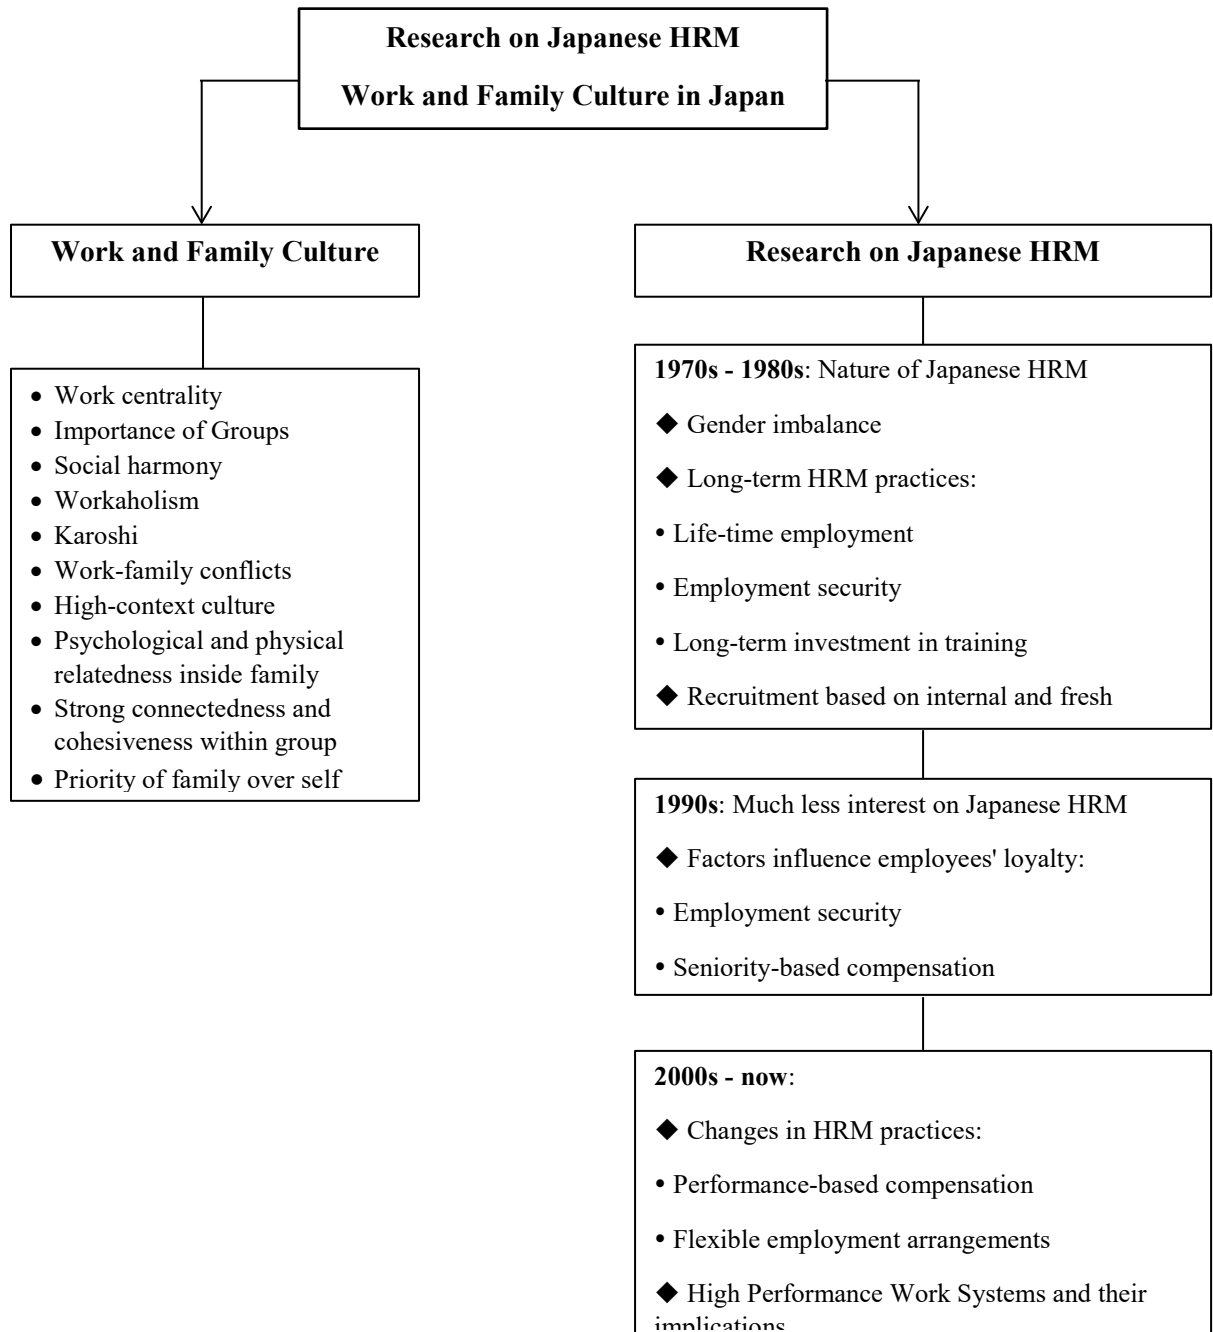 Research on Japanese HRM
Work and Family Culture in Japan
Work and Family Culture
• Work centrality
• Importance of Groups
• Social harmony
• Workaholism
• Karoshi
• Work-family conflicts
• High-context culture
• Psychological and physical
relatedness inside family
• Strong connectedness and
cohesiveness within group
• Priority of family over self
Research on Japanese HRM
1970s - 1980s: Nature of Japanese HRM
◆ Gender imbalance
◆ Long-term HRM practices:
• Life-time employment
• Employment security
• Long-term investment in training
◆ Recruitment based on internal and fresh
1990s: Much less interest on Japanese HRM
◆ Factors influence employees' loyalty:
• Employment security
• Seniority-based compensation
2000s - now:
◆ Changes in HRM practices:
• Performance-based compensation
• Flexible employment arrangements
◆ High Performance Work Systems and their
implications